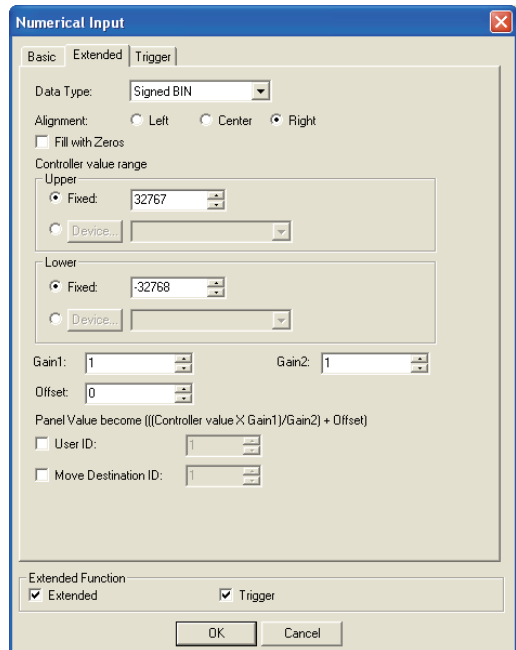 Numerical Input
Basic Extended Trigger
Data Type: Signed BIN
Alignment: Left Center Right
Fill with Zeros
Controller value range
Upper
Fixed: 32767
Device...
Lower
Fixed: -32768
Device...
Gain1: 1 Gain2: 1
Offset: 0
Panel Value become (((Controller value X Gain1)/Gain2) + Offset)
User ID: 1
Move Destination ID: 1
Extended Function
Extended Trigger
OK Cancel